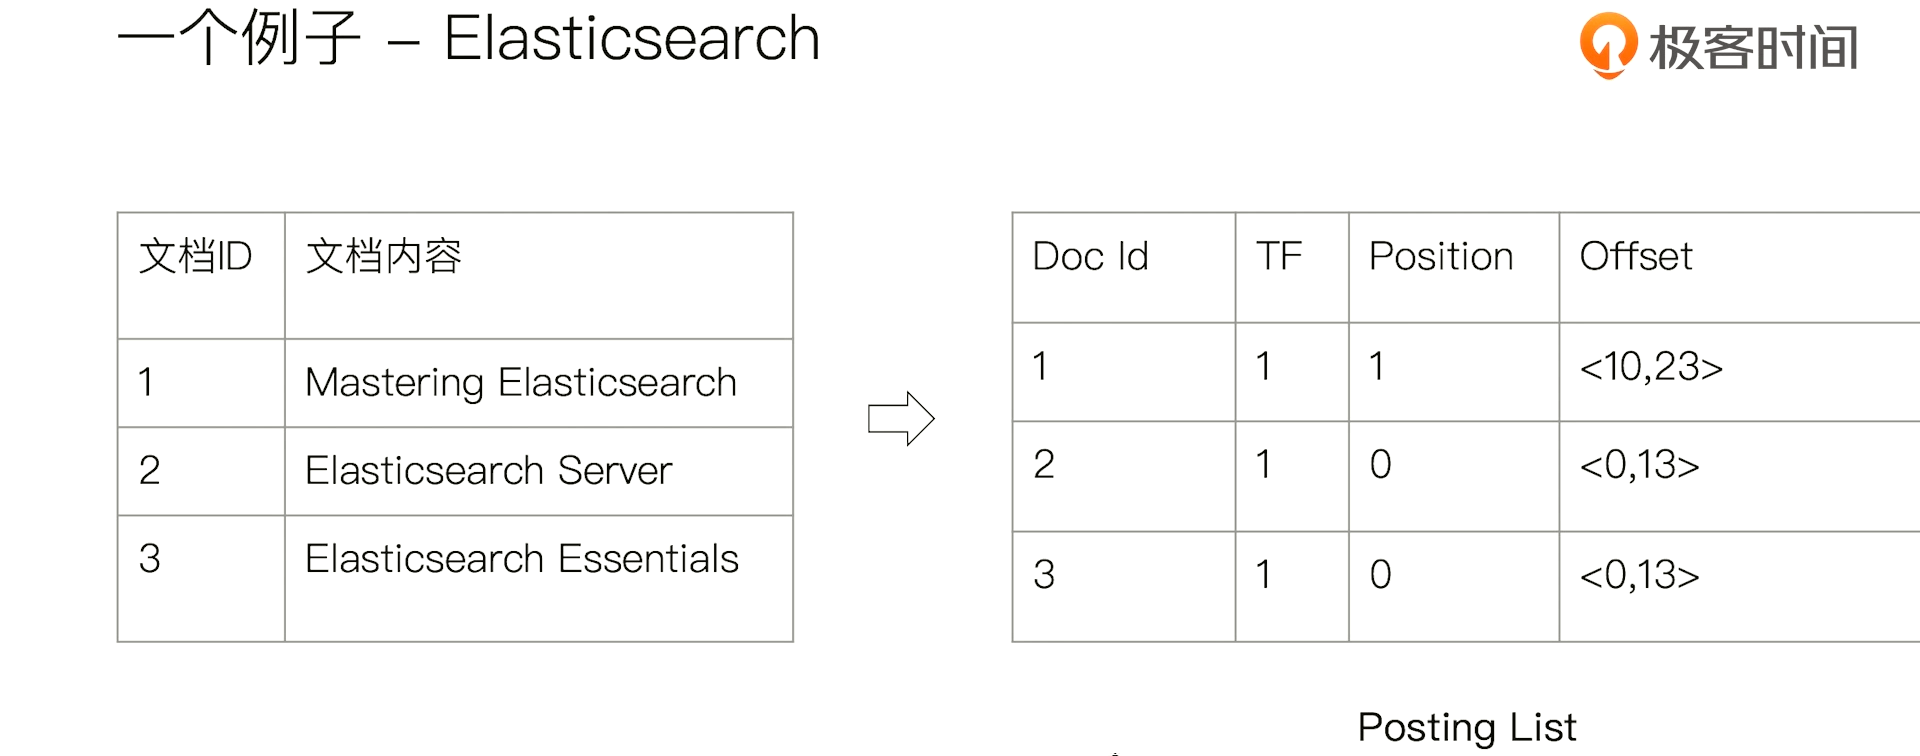 一个例子 – Elasticsearch
极客时间
文档ID 文档内容
1 Mastering Elasticsearch
2 Elasticsearch Server
3 Elasticsearch Essentials
Doc Id TF Position Offset
1 1 1 <10,23>
2 1 0 <0,13>
3 1 0 <0,13>
Posting List